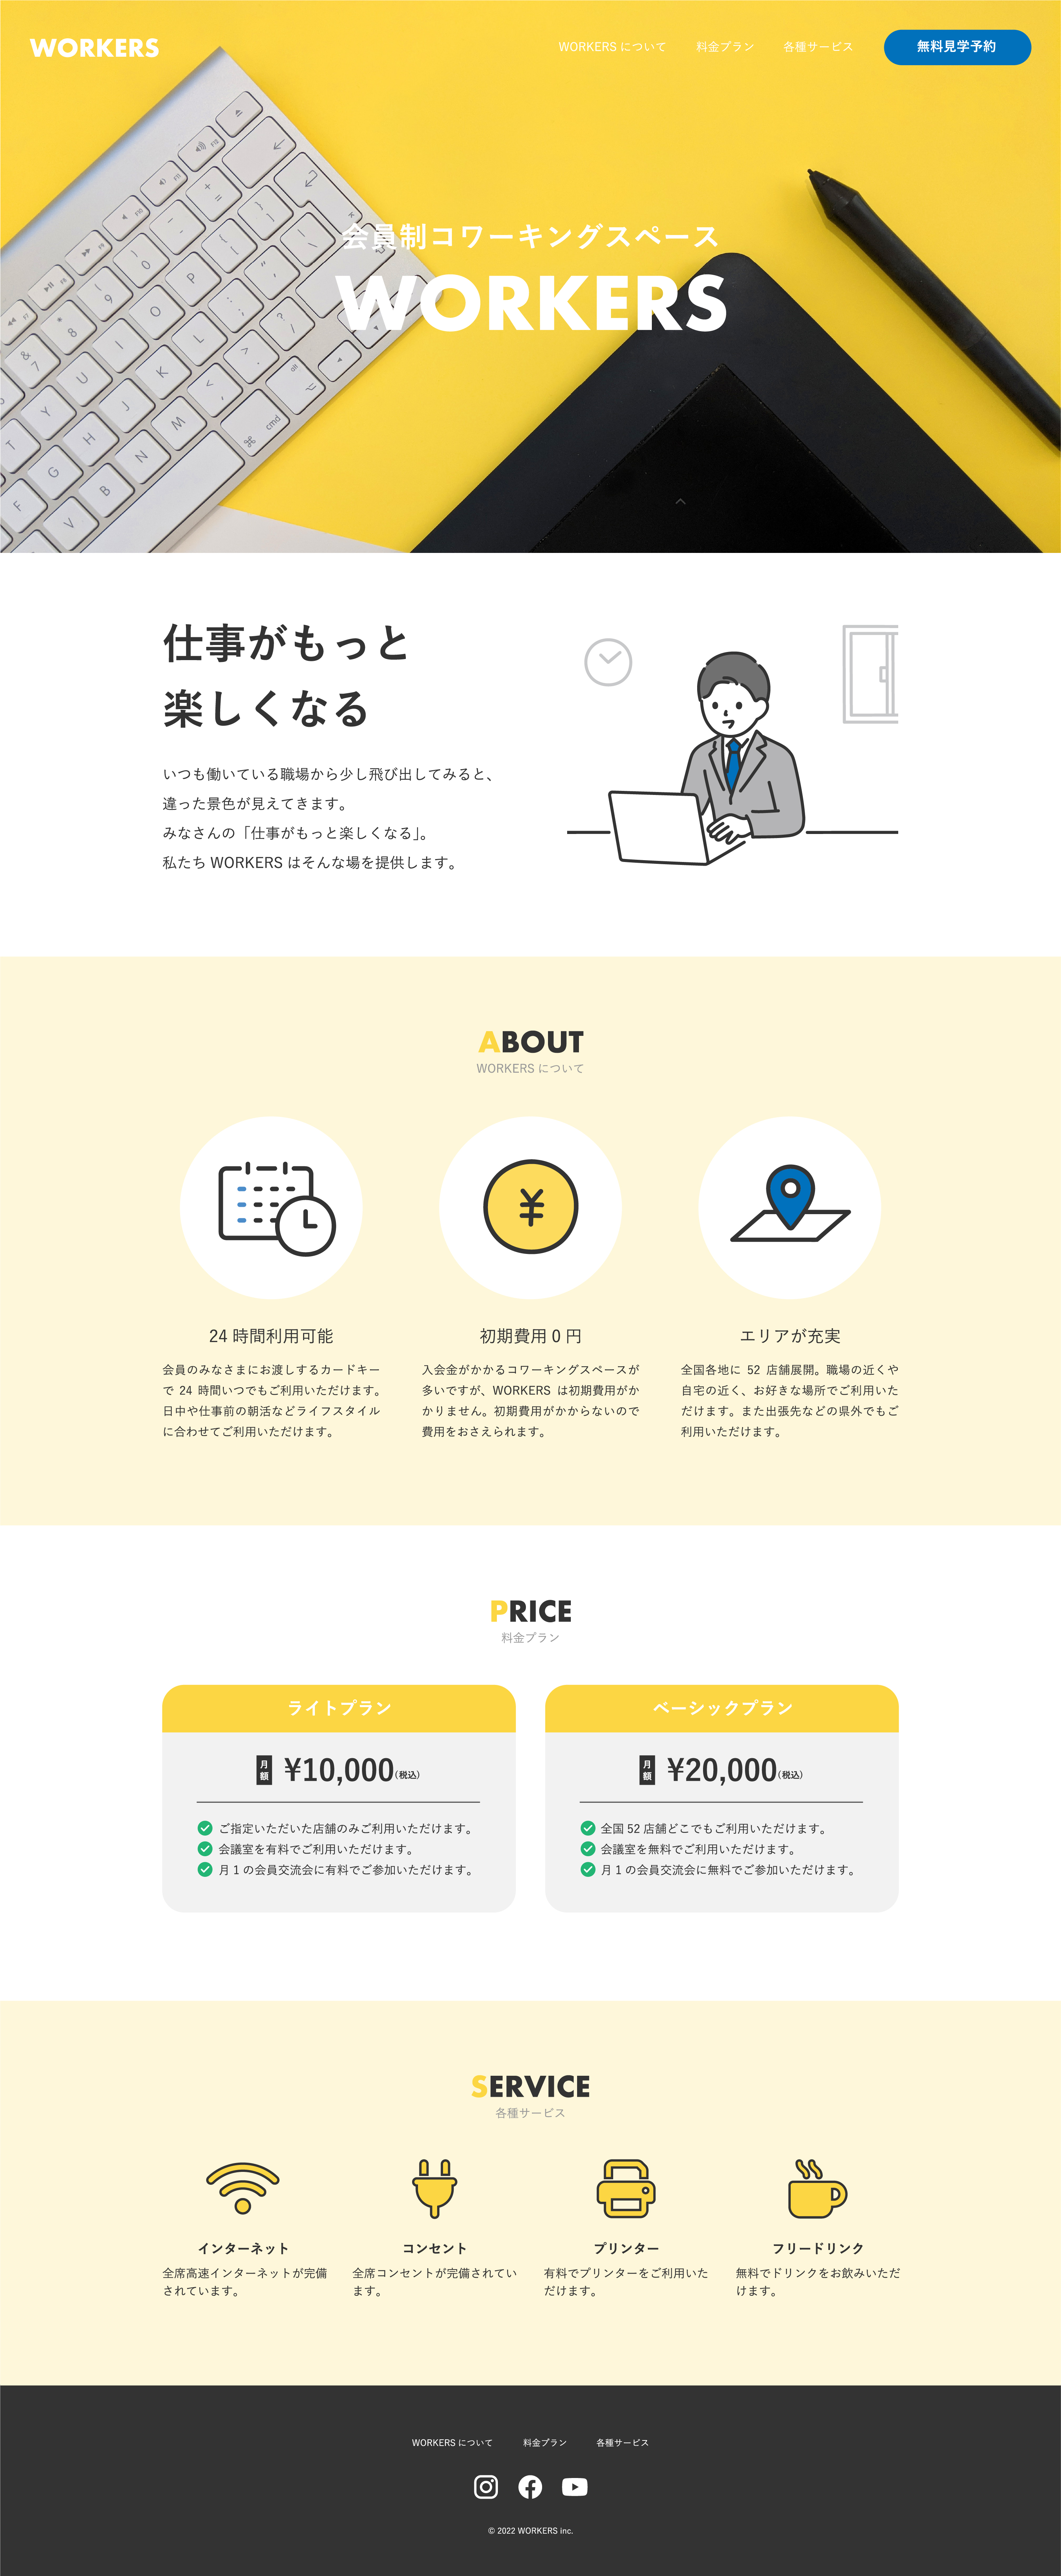 WORKERS
WORKERSについて
料金プラン
各種サービス
無料見学予約
会員制コワーキングスペース
WORKERS
仕事がもっと
楽しくなる
いつも働いている職場から少し飛び出してみると、
違った景色が見えてきます。
みなさんの「仕事がもっと楽しくなる」。
私たち WORKERS はそんな場を提供します。
ABOUT
WORKERS について
24 時間利用可能
会員のみなさまにお渡しするカードキー
で 24 時間いつでもご利用いただけます。
日中や仕事前の朝活などライフスタイル
に合わせてご利用いただけます。
初期費用 0 円
入会金がかかるコワーキングスペースが
多いですが、WORKERS は初期費用がか
かりません。初期費用がかからないので
費用をおさえられます。
エリアが充実
全国各地に 52 店舗展開。職場の近くや
自宅の近く、お好きな場所でご利用いた
だけます。また出張先などの県外でもご
利用いただけます。
PRICE
料金プラン
ライトプラン
月額 ¥10,000(税込)
ご指定いただいた店舗のみご利用いただけます。
会議室を有料でご利用いただけます。
月 1 の会員交流会に有料でご参加いただけます。
ベーシックプラン
月額 ¥20,000(税込)
全国 52 店舗どこでもご利用いただけます。
会議室を無料でご利用いただけます。
月 1 の会員交流会に無料でご参加いただけます。
SERVICE
各種サービス
インターネット
全席高速インターネットが完備
されています。
コンセント
全席コンセントが完備されてい
ます。
プリンター
有料でプリンターをご利用いた
だけます。
フリードリンク
無料でドリンクをお飲みいただ
けます。
WORKERS について
料金プラン
各種サービス
© 2022 WORKERS inc.